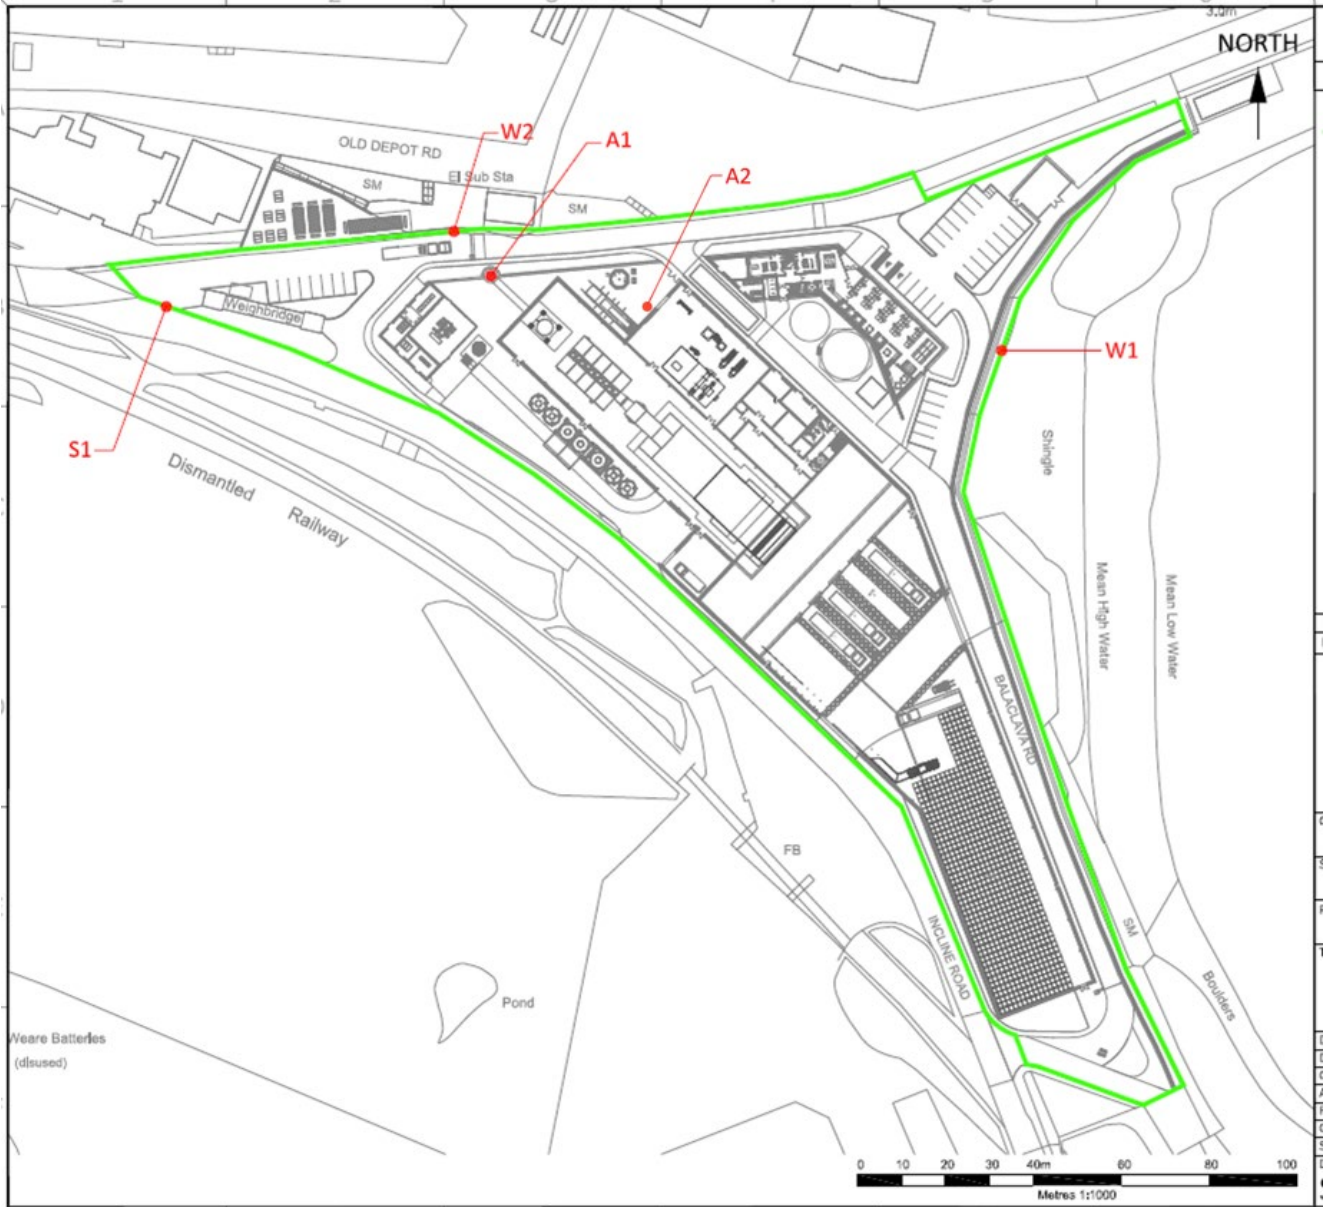 3.0m
NORTH
W2
A1
OLD DEPOT RD
El Sub Sta
A2
SM
SM
Weighbridge
W1
S1
Shingle
Dismantled
Railway
Mean High Water
Mean Low Water
BALACLAVA RD
FB
INCLINE ROAD
SM
Boulders
Pond
Weare Batteries
(disused)
0 10 20 30 40m 60 80 100
Metres 1:1000